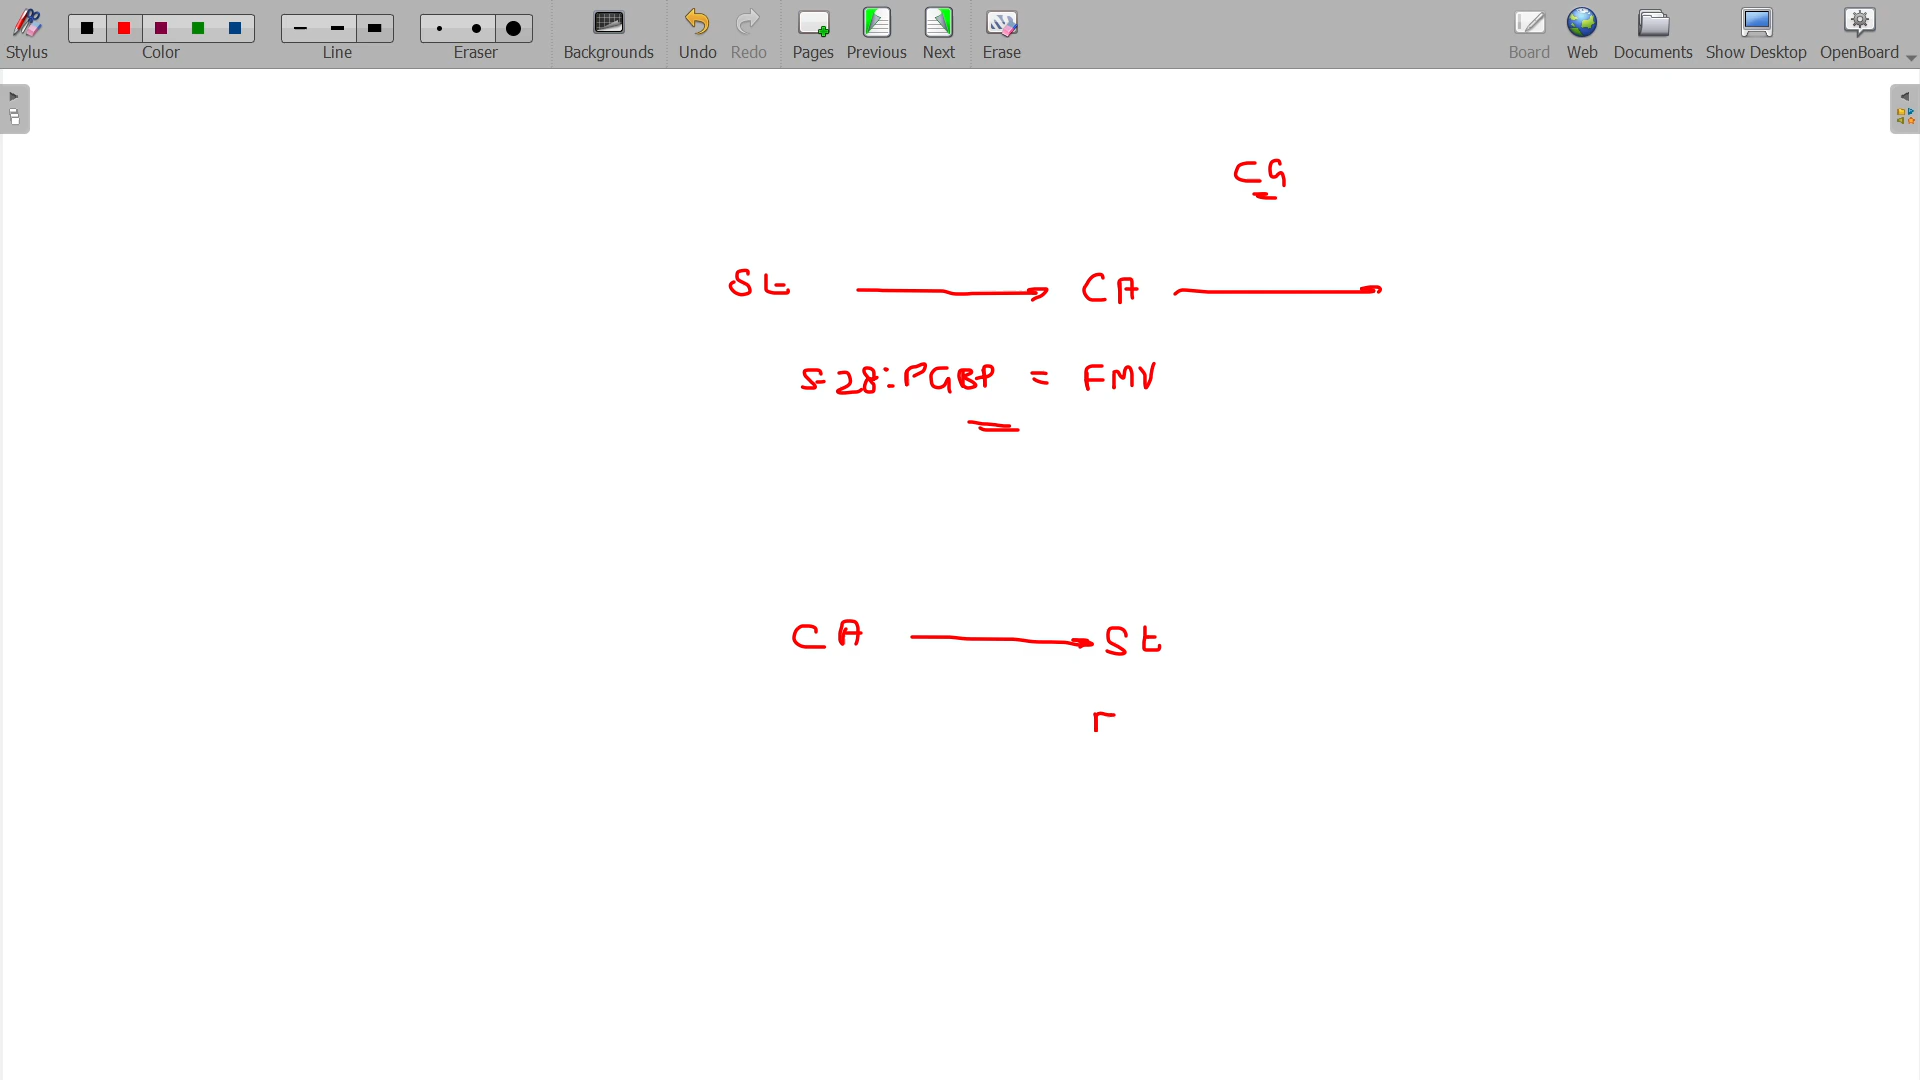 Stylus Color Line Eraser Backgrounds Undo Redo Pages Previous Next Erase Board Web Documents Show Desktop OpenBoard
CG
St → CA →
S-28: PGBP = FMV
CA → St